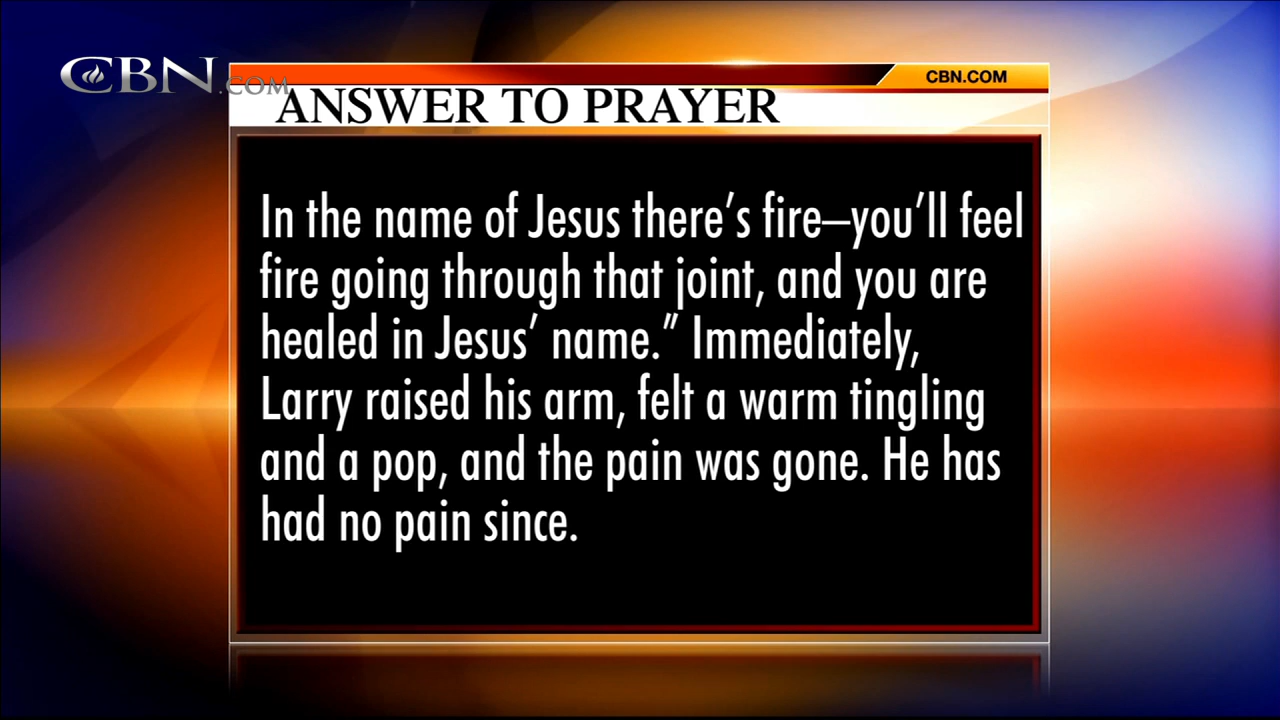 CBN.COM
CBN.COM
ANSWER TO PRAYER
In the name of Jesus there’s fire–you’ll feel
fire going through that joint, and you are
healed in Jesus’ name.” Immediately,
Larry raised his arm, felt a warm tingling
and a pop, and the pain was gone. He has
had no pain since.